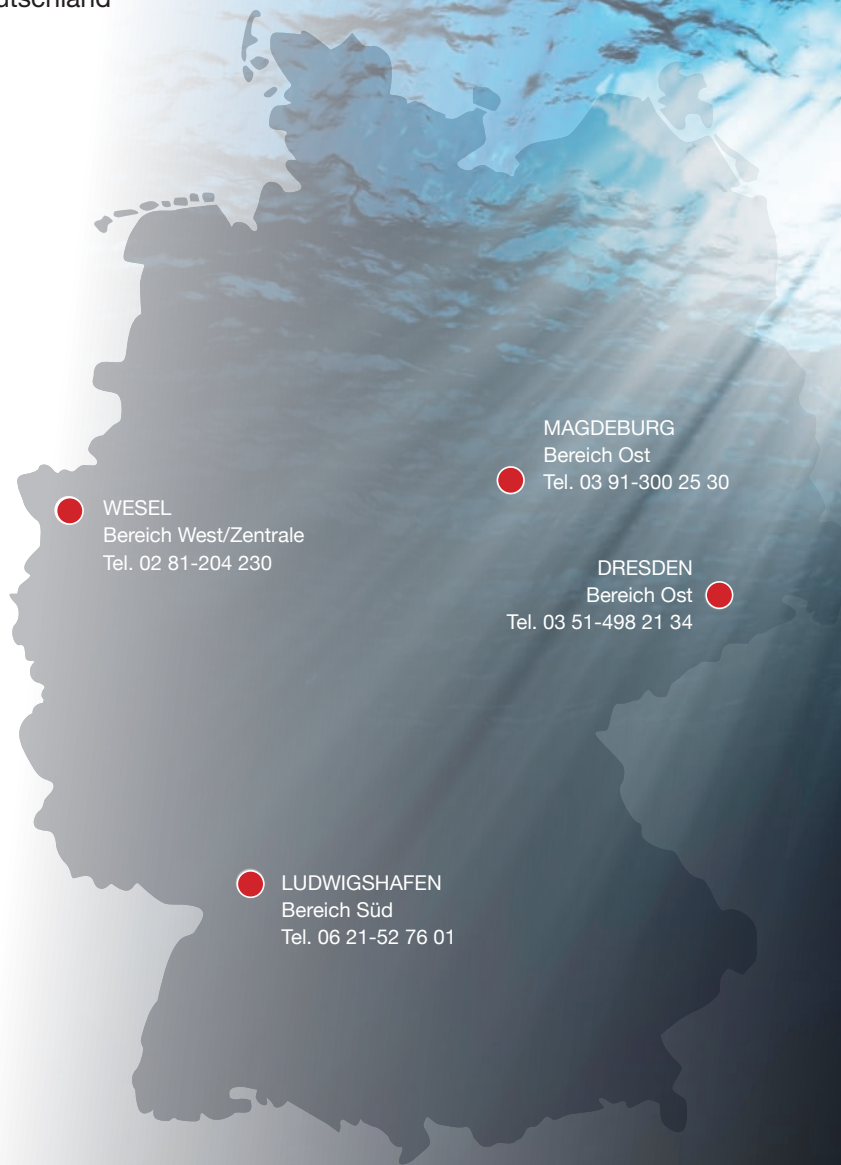 MAGDEBURG
Bereich Ost
Tel. 03 91-300 25 30
WESEL
Bereich West/Zentrale
Tel. 02 81-204 230
DRESDEN
Bereich Ost
Tel. 03 51-498 21 34
LUDWIGSHAFEN
Bereich Süd
Tel. 06 21-52 76 01